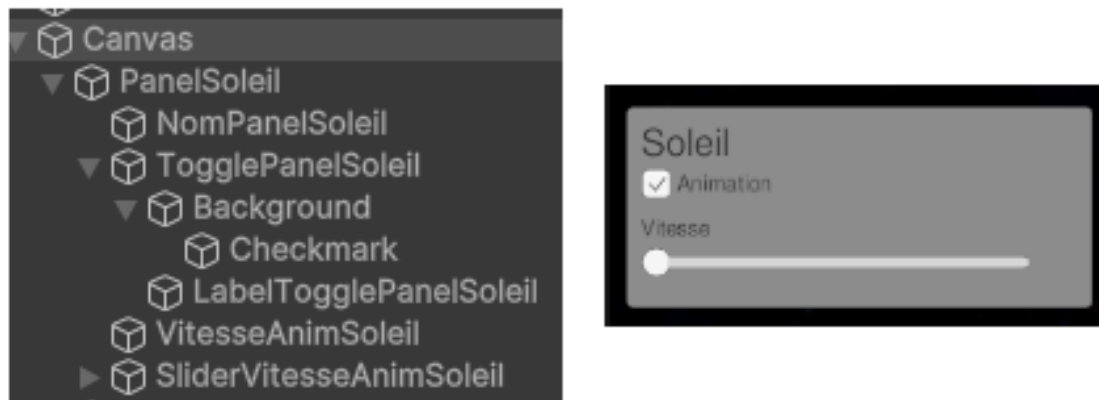 Canvas
PanelSoleil
NomPanelSoleil
TogglePanelSoleil
Background
Checkmark
LabelTogglePanelSoleil
VitesseAnimSoleil
SliderVitesseAnimSoleil
Soleil
Animation
Vitesse